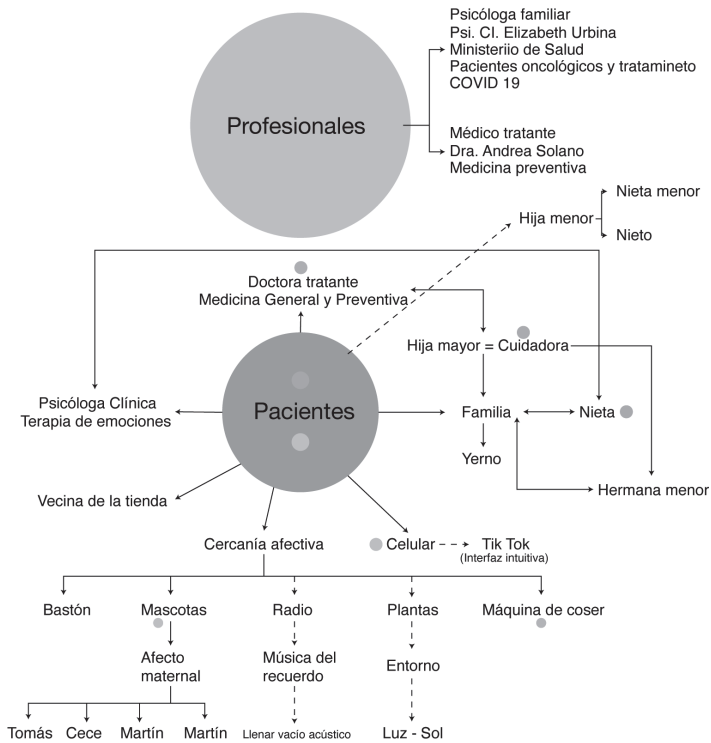 Psicóloga familiar
Psi. CI. Elizabeth Urbina
Ministeriio de Salud
Pacientes oncológicos y tratamineto
COVID 19
Profesionales
Médico tratante
Dra. Andrea Solano
Medicina preventiva
Nieta menor
Hija menor
Nieto
Doctora tratante
Medicina General y Preventiva
Hija mayor = Cuidadora
Psicóloga Clínica
Terapia de emociones
Pacientes
Familia
Nieta
Yerno
Hermana menor
Vecina de la tienda
Cercanía afectiva
Celular
Tik Tok
(Interfaz intuitiva)
Bastón
Mascotas
Radio
Plantas
Máquina de coser
Afecto
maternal
Música del
recuerdo
Entorno
Tomás
Cece
Martín
Martín
Llenar vacío acústico
Luz - Sol